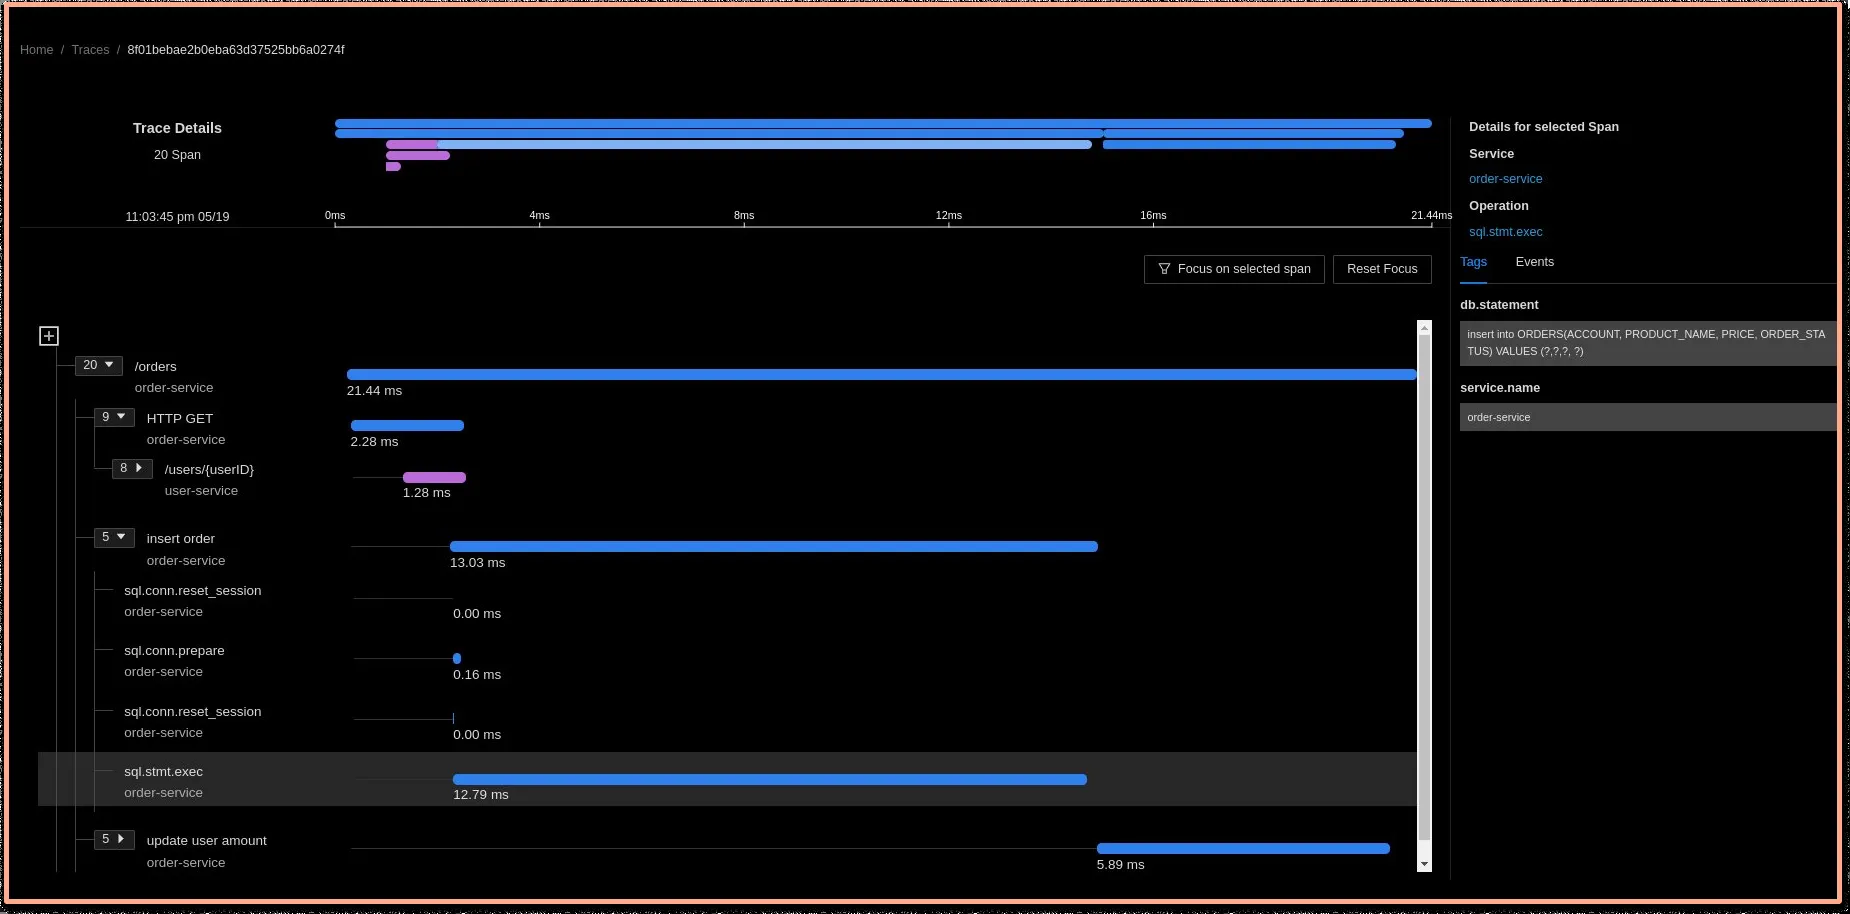 Home / Traces / 8f01bebae2b0eba63d37525bb6a0274f
Trace Details
20 Span
11:03:45 pm 05/19
0ms 4ms 8ms 12ms 16ms 21.44ms
Focus on selected span Reset Focus
20 /orders
order-service
21.44 ms
9 HTTP GET
order-service
2.28 ms
8 /users/{userID}
user-service
1.28 ms
5 insert order
order-service
13.03 ms
sql.conn.reset_session
order-service
0.00 ms
sql.conn.prepare
order-service
0.16 ms
sql.conn.reset_session
order-service
0.00 ms
sql.stmt.exec
order-service
12.79 ms
5 update user amount
order-service
5.89 ms
Details for selected Span
Service
order-service
Operation
sql.stmt.exec
Tags Events
db.statement
insert into ORDERS(ACCOUNT, PRODUCT_NAME, PRICE, ORDER_STA
TUS) VALUES (?,?,?, ?)
service.name
order-service